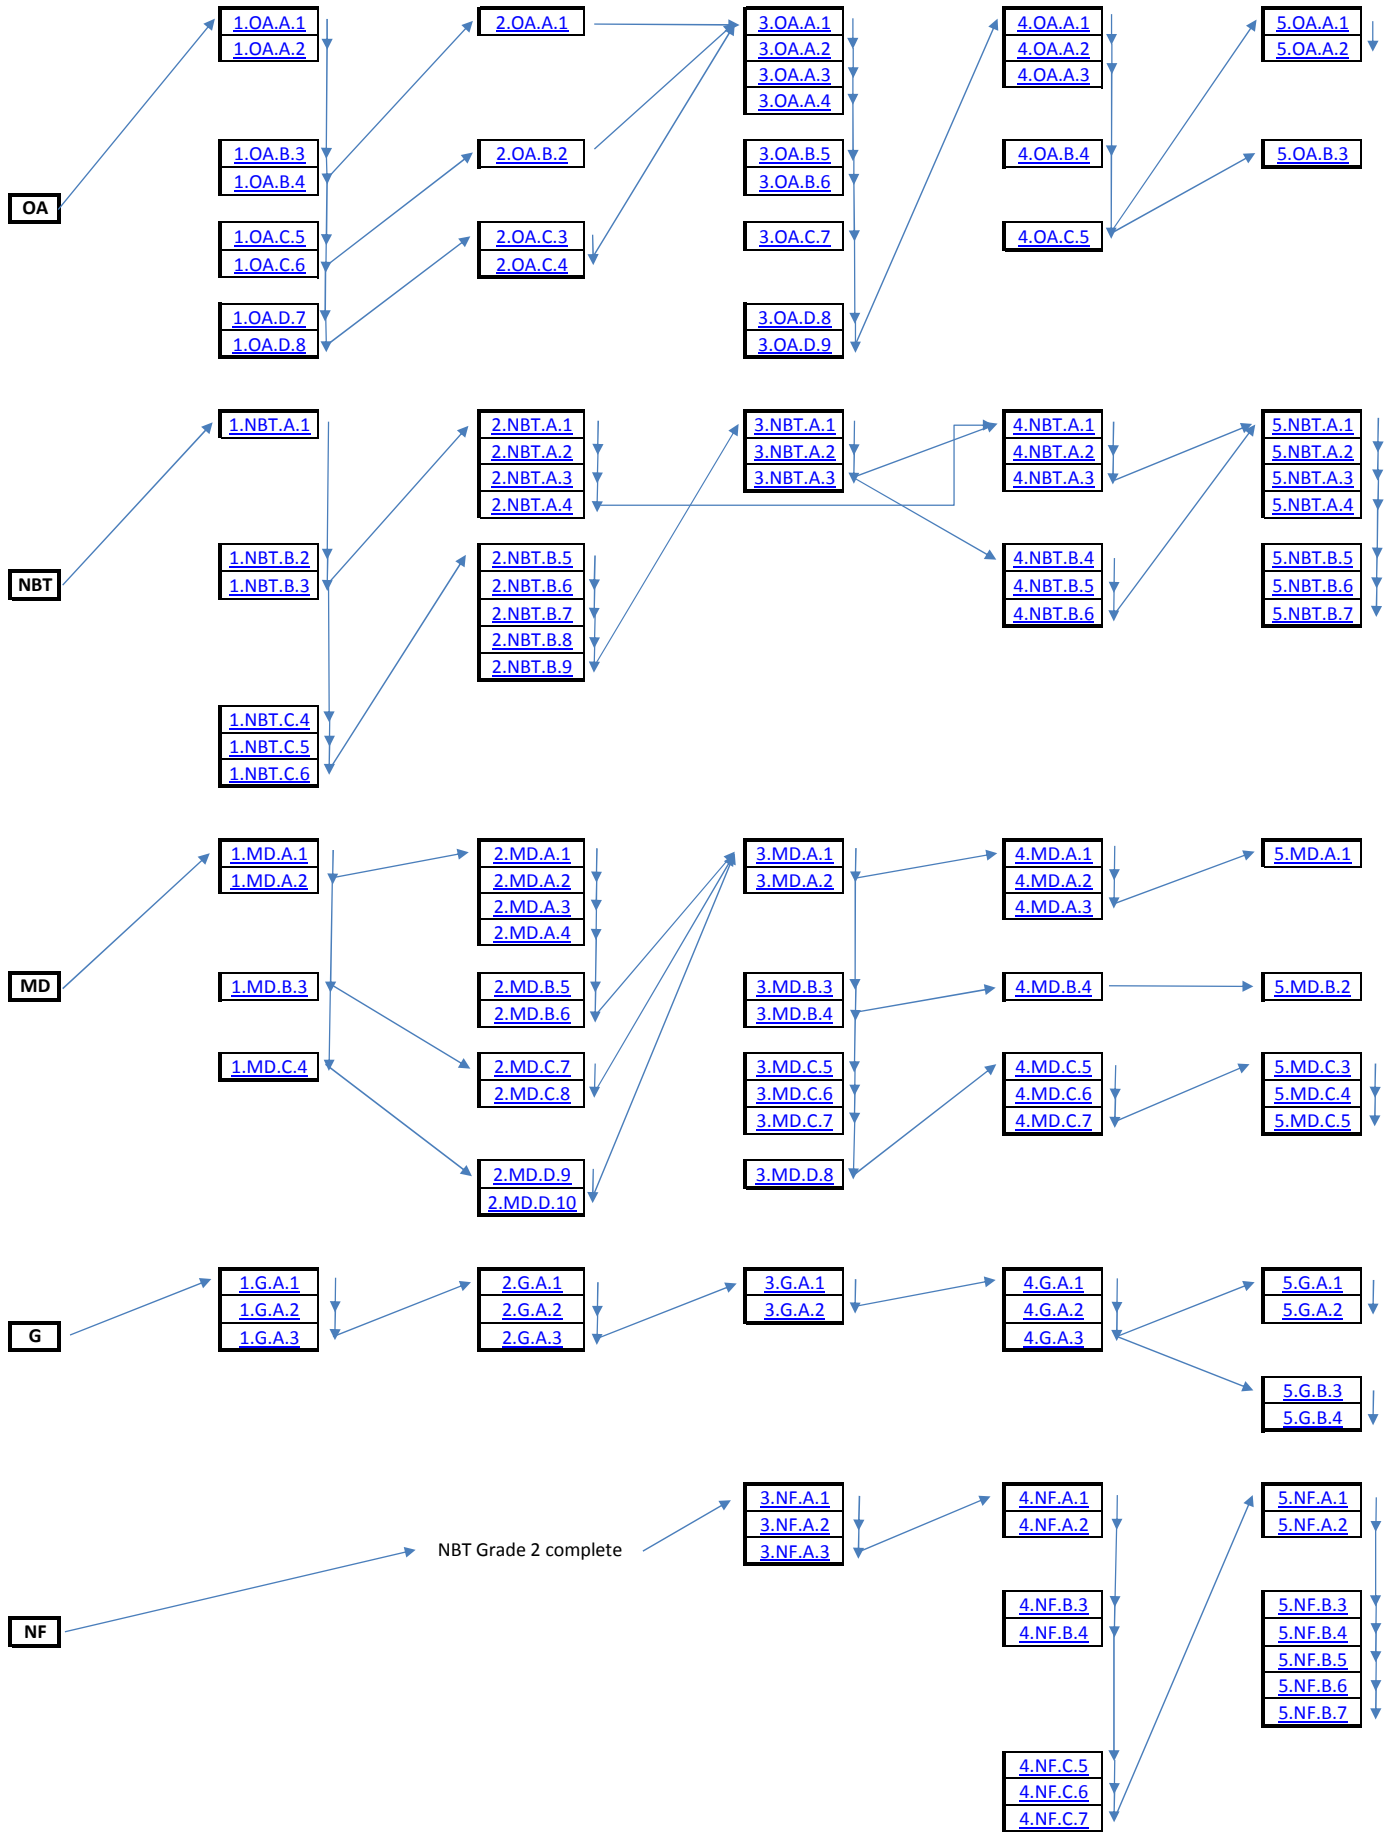 1.OA.A.1 2.OA.A.1 3.OA.A.1 4.OA.A.1 5.OA.A.1
1.OA.A.2 3.OA.A.2 4.OA.A.2 5.OA.A.2
3.OA.A.3 4.OA.A.3
3.OA.A.4
1.OA.B.3 2.OA.B.2 3.OA.B.5 4.OA.B.4 5.OA.B.3
1.OA.B.4 3.OA.B.6
OA
1.OA.C.5 2.OA.C.3 3.OA.C.7 4.OA.C.5
1.OA.C.6 2.OA.C.4
1.OA.D.7 3.OA.D.8
1.OA.D.8 3.OA.D.9
1.NBT.A.1 2.NBT.A.1 3.NBT.A.1 4.NBT.A.1 5.NBT.A.1
2.NBT.A.2 3.NBT.A.2 4.NBT.A.2 5.NBT.A.2
2.NBT.A.3 3.NBT.A.3 4.NBT.A.3 5.NBT.A.3
2.NBT.A.4 5.NBT.A.4
1.NBT.B.2 2.NBT.B.5 4.NBT.B.4 5.NBT.B.5
NBT 1.NBT.B.3 2.NBT.B.6 4.NBT.B.5 5.NBT.B.6
2.NBT.B.7 4.NBT.B.6 5.NBT.B.7
2.NBT.B.8
2.NBT.B.9
1.NBT.C.4
1.NBT.C.5
1.NBT.C.6
1.MD.A.1 2.MD.A.1 3.MD.A.1 4.MD.A.1 5.MD.A.1
1.MD.A.2 2.MD.A.2 3.MD.A.2 4.MD.A.2
2.MD.A.3 4.MD.A.3
2.MD.A.4
MD 1.MD.B.3 2.MD.B.5 3.MD.B.3 4.MD.B.4 5.MD.B.2
2.MD.B.6 3.MD.B.4
1.MD.C.4 2.MD.C.7 3.MD.C.5 4.MD.C.5 5.MD.C.3
2.MD.C.8 3.MD.C.6 4.MD.C.6 5.MD.C.4
3.MD.C.7 4.MD.C.7 5.MD.C.5
2.MD.D.9 3.MD.D.8
2.MD.D.10
1.G.A.1 2.G.A.1 3.G.A.1 4.G.A.1 5.G.A.1
1.G.A.2 2.G.A.2 3.G.A.2 4.G.A.2 5.G.A.2
G 1.G.A.3 2.G.A.3 4.G.A.3
5.G.B.3
5.G.B.4
3.NF.A.1 4.NF.A.1 5.NF.A.1
3.NF.A.2 4.NF.A.2 5.NF.A.2
NBT Grade 2 complete 3.NF.A.3
4.NF.B.3 5.NF.B.3
NF 4.NF.B.4 5.NF.B.4
5.NF.B.5
5.NF.B.6
5.NF.B.7
4.NF.C.5
4.NF.C.6
4.NF.C.7